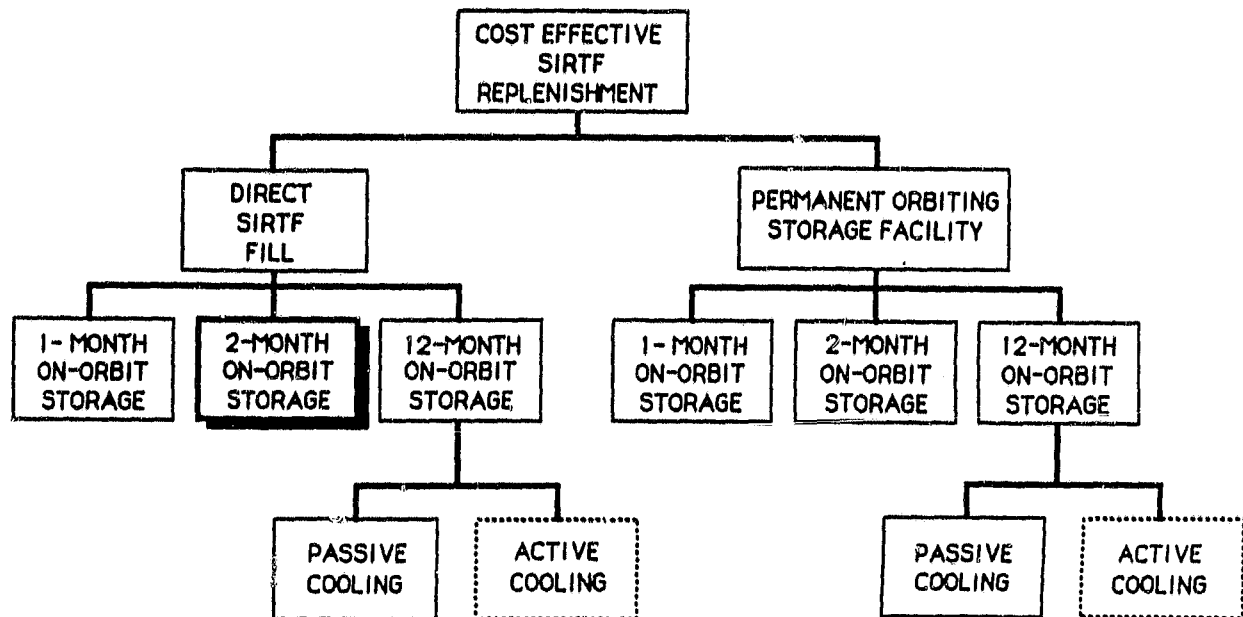 COST EFFECTIVE
SIRTF
REPLENISHMENT
DIRECT
SIRTF
FILL
PERMANENT ORBITING
STORAGE FACILITY
1-MONTH
ON-ORBIT
STORAGE
2-MONTH
ON-ORBIT
STORAGE
12-MONTH
ON-ORBIT
STORAGE
1-MONTH
ON-ORBIT
STORAGE
2-MONTH
ON-ORBIT
STORAGE
12-MONTH
ON-ORBIT
STORAGE
PASSIVE
COOLING
ACTIVE
COOLING
PASSIVE
COOLING
ACTIVE
COOLING